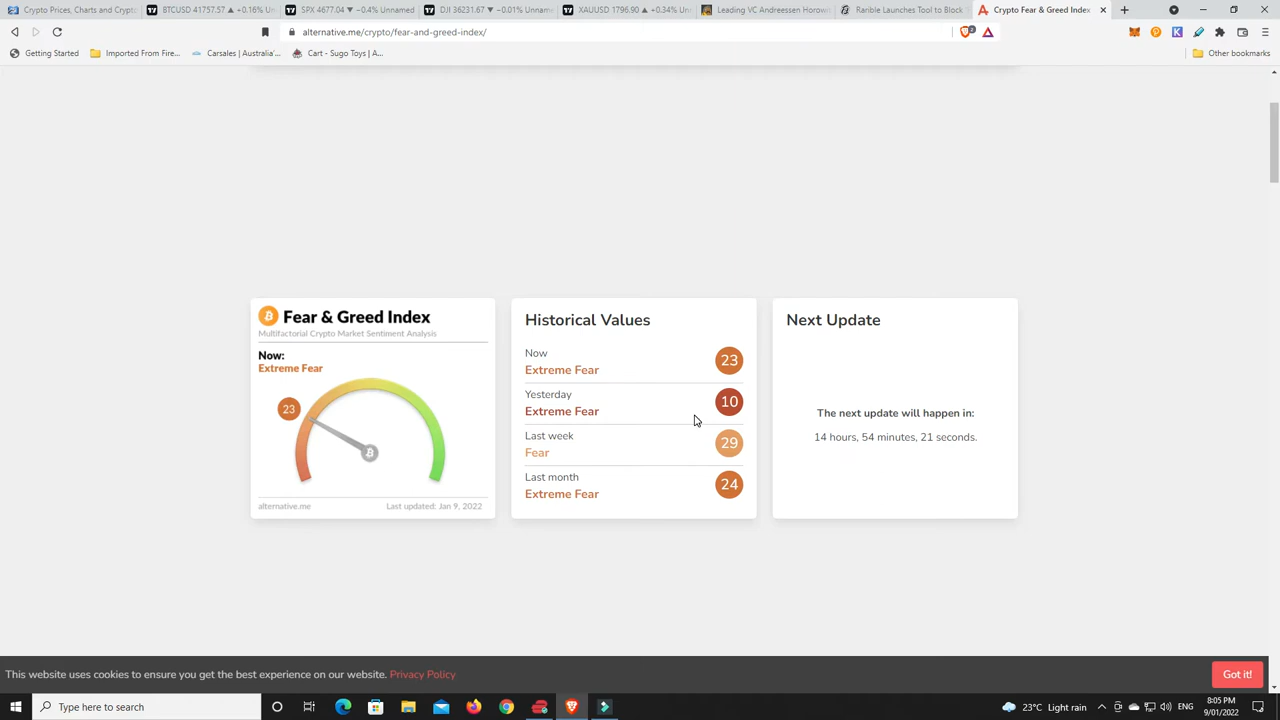 Crypto Prices, Charts and Crypto
BTCUSD 41757.57 ▲ +0.16% Un
SPX 4677.04 ▼ −0.4% Unnamed
DJI 36231.67 ▼ −0.01% Unnam
XAUUSD 1796.90 ▲ +0.34% Un
Leading VC Andreessen Horowi
Rarible Launches Tool to Block
Crypto Fear & Greed Index
alternative.me/crypto/fear-and-greed-index/
Getting Started
Imported From Fire...
Carsales | Australia'...
Cart - Sugo Toys | A...
Other bookmarks
Fear & Greed Index
Multifactorial Crypto Market Sentiment Analysis
Now:
Extreme Fear
23
alternative.me
Last updated: Jan 9, 2022
Historical Values
Now
Extreme Fear
23
Yesterday
Extreme Fear
10
Last week
Fear
29
Last month
Extreme Fear
24
Next Update
The next update will happen in:
14 hours, 54 minutes, 21 seconds.
This website uses cookies to ensure you get the best experience on our website. Privacy Policy
Got it!
Type here to search
23°C Light rain
ENG
8:05 PM
9/01/2022